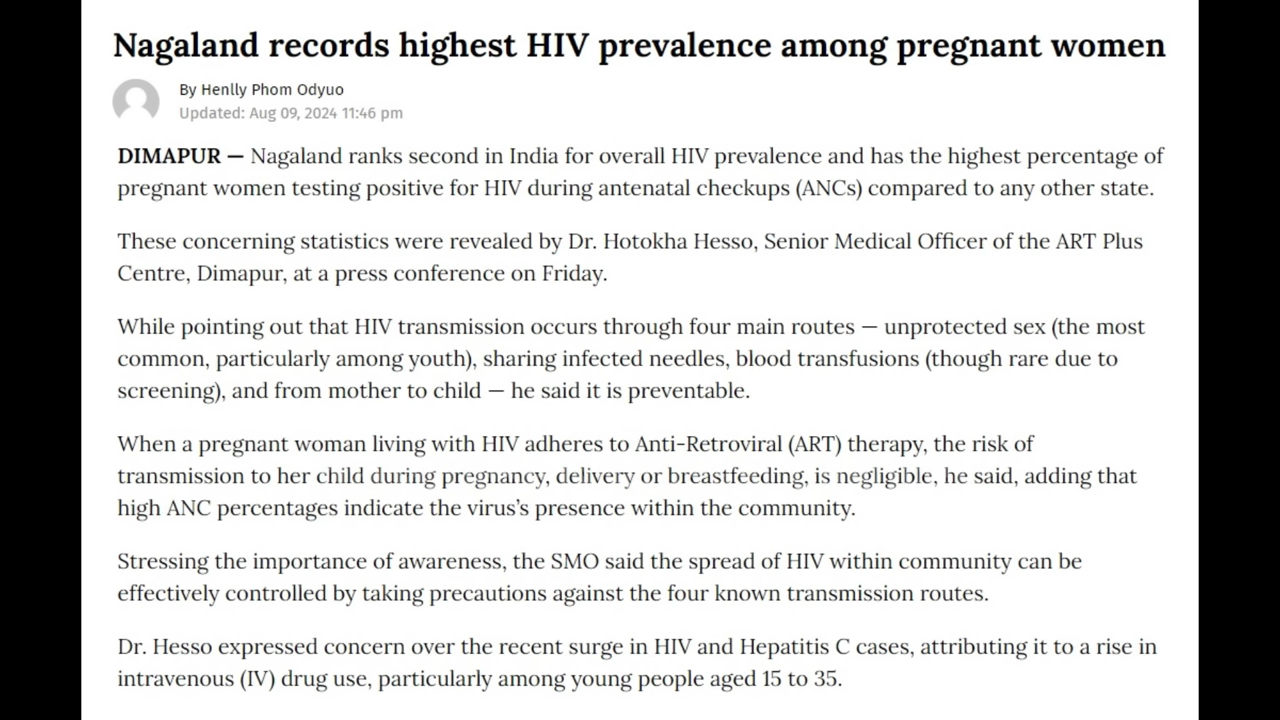 Nagaland records highest HIV prevalence among pregnant women
By Henlly Phom Odyuo
Updated: Aug 09, 2024 11:46 pm
DIMAPUR — Nagaland ranks second in India for overall HIV prevalence and has the highest percentage of
pregnant women testing positive for HIV during antenatal checkups (ANCs) compared to any other state.
These concerning statistics were revealed by Dr. Hotokha Hesso, Senior Medical Officer of the ART Plus
Centre, Dimapur, at a press conference on Friday.
While pointing out that HIV transmission occurs through four main routes — unprotected sex (the most
common, particularly among youth), sharing infected needles, blood transfusions (though rare due to
screening), and from mother to child — he said it is preventable.
When a pregnant woman living with HIV adheres to Anti-Retroviral (ART) therapy, the risk of
transmission to her child during pregnancy, delivery or breastfeeding, is negligible, he said, adding that
high ANC percentages indicate the virus’s presence within the community.
Stressing the importance of awareness, the SMO said the spread of HIV within community can be
effectively controlled by taking precautions against the four known transmission routes.
Dr. Hesso expressed concern over the recent surge in HIV and Hepatitis C cases, attributing it to a rise in
intravenous (IV) drug use, particularly among young people aged 15 to 35.